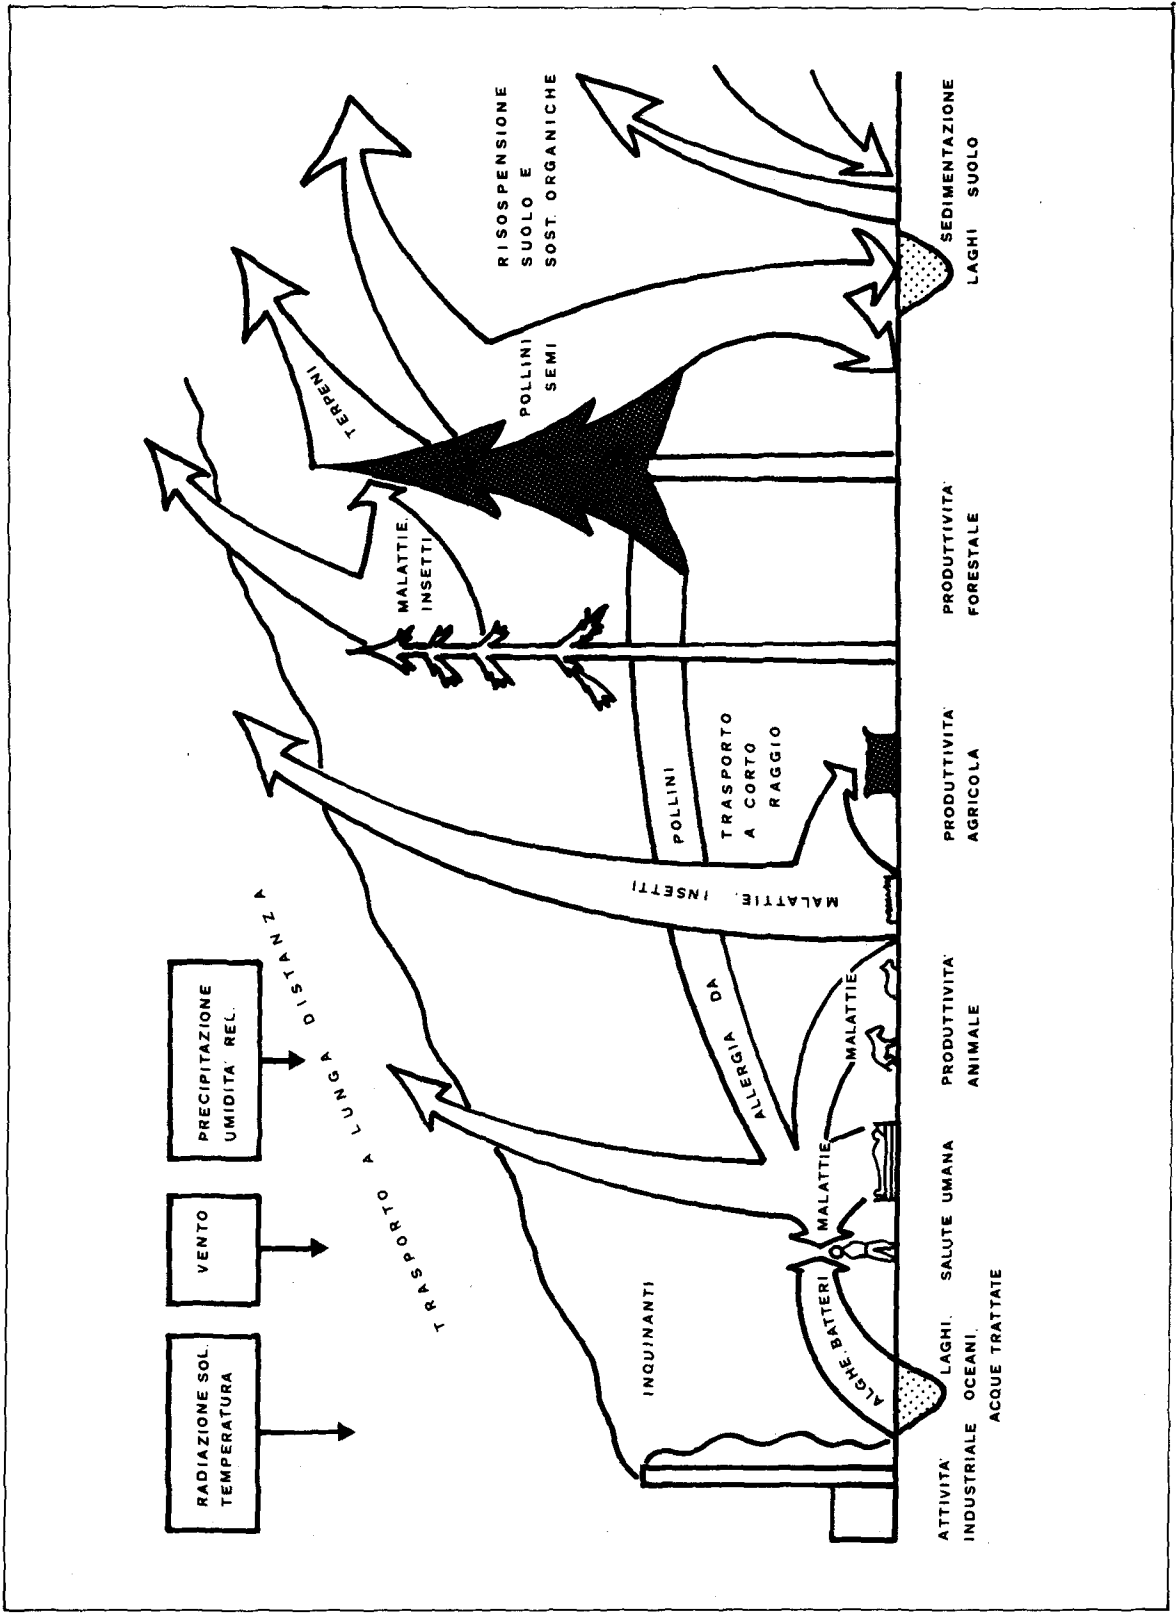 RADIAZIONE SOL.
TEMPERATURA
VENTO
PRECIPITAZIONE
UMIDITA' REL.
TRASPORTO A LUNGA DISTANZA
TERPENI
MALATTIE.
INSETTI
RISOSPENSIONE
SUOLO E
SOST. ORGANICHE
POLLINI
SEMI
INQUINANTI
ALLERGIA DA
POLLINI
TRASPORTO
A CORTO
RAGGIO
MALATTIE. INSETTI
ALGHE. BATTERI
MALATTIE
MALATTIE
ATTIVITA'
INDUSTRIALE
LAGHI.
OCEANI.
ACQUE TRATTATE
SALUTE UMANA
PRODUTTIVITA'
ANIMALE
PRODUTTIVITA'
AGRICOLA
PRODUTTIVITA'
FORESTALE
SEDIMENTAZIONE
LAGHI SUOLO